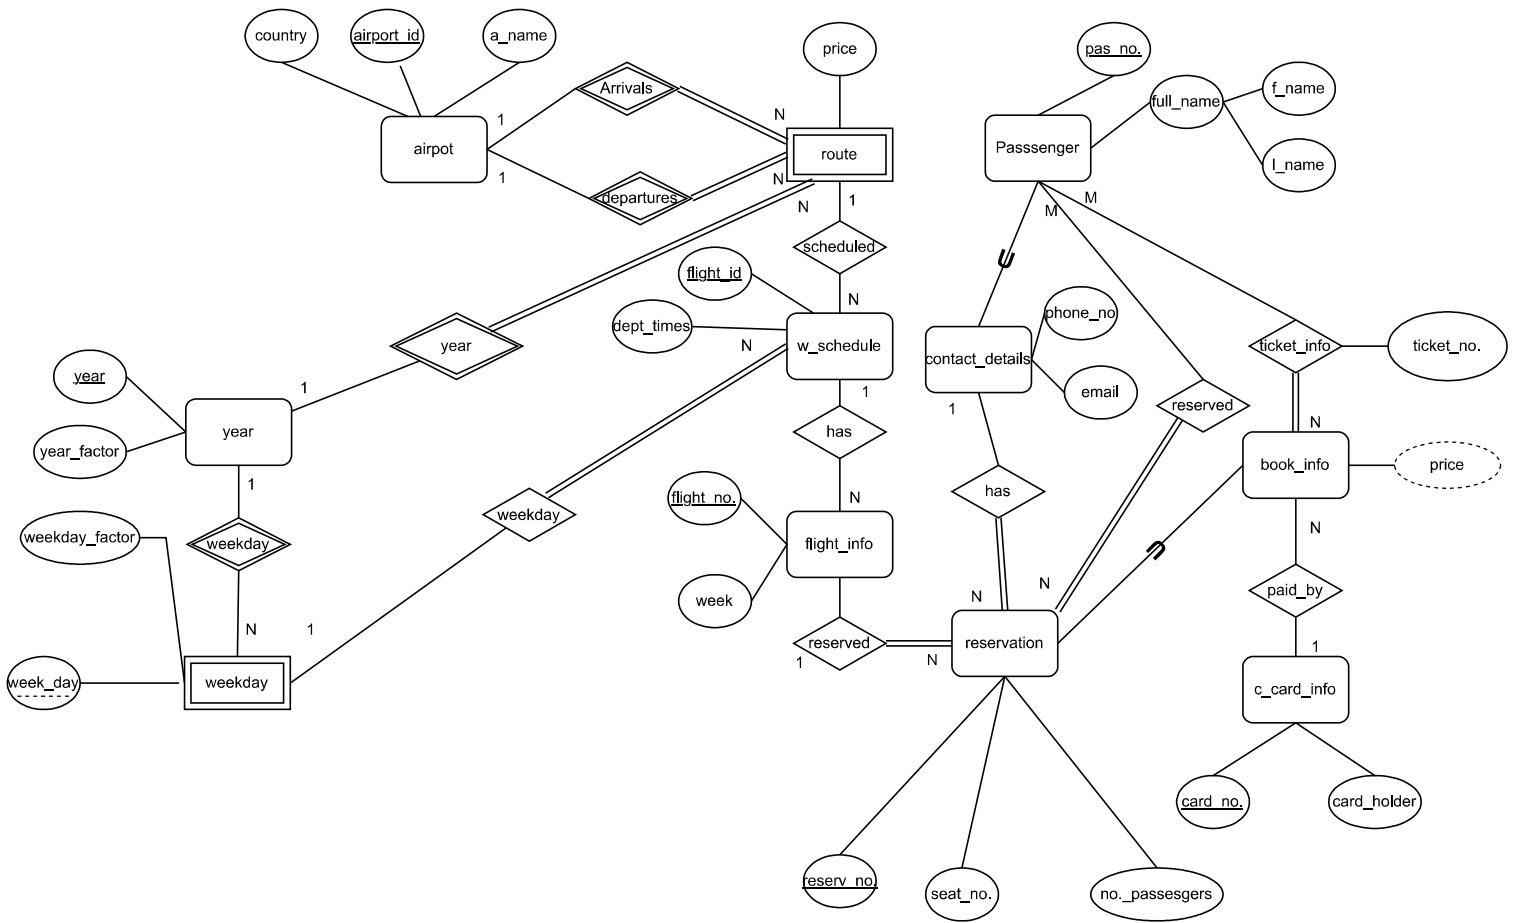 country
airport_id
a_name
price
pas_no.
full_name
f_name
l_name
Arrivals
1
N
airpot
route
Passsenger
1
departures
N
N
1
M
M
scheduled
flight_id
N
dept_times
N
w_schedule
year
phone_no
contact_details
email
ticket_info
ticket_no.
year
1
1
1
reserved
N
year
year_factor
has
book_info
price
1
flight_no.
N
has
weekday_factor
weekday
weekday
flight_info
N
week
N
N
paid_by
N
1
reserved
1
N
reservation
1
week_day
weekday
c_card_info
card_no.
card_holder
reserv_no.
seat_no.
no._passesgers